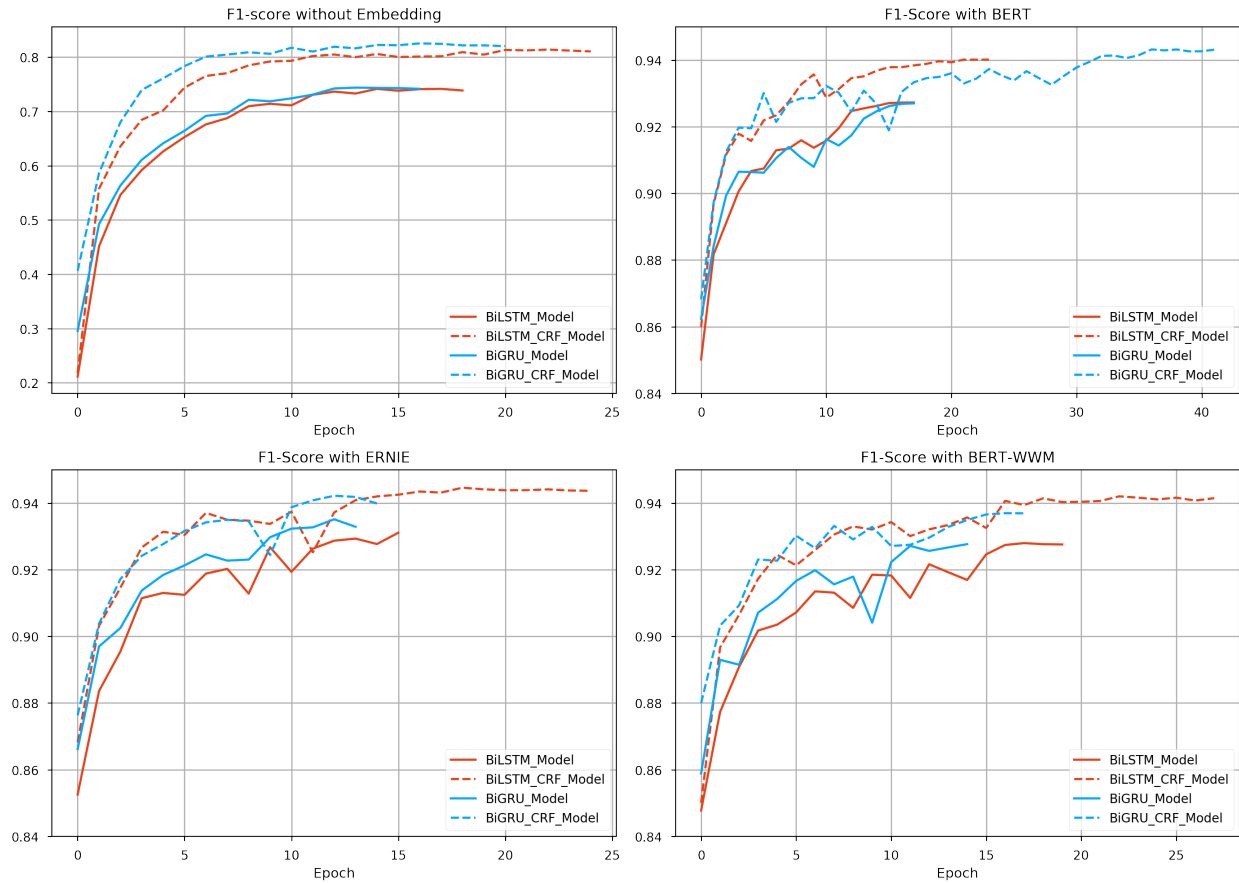 F1-score without Embedding
0.8
0.7
0.6
0.5
0.4
0.3
0.2
0 5 10 15 20 25
Epoch
BiLSTM_Model
BiLSTM_CRF_Model
BiGRU_Model
BiGRU_CRF_Model
F1-Score with BERT
0.94
0.92
0.90
0.88
0.86
0.84
0 10 20 30 40
Epoch
BiLSTM_Model
BiLSTM_CRF_Model
BiGRU_Model
BiGRU_CRF_Model
F1-Score with ERNIE
0.94
0.92
0.90
0.88
0.86
0.84
0 5 10 15 20 25
Epoch
BiLSTM_Model
BiLSTM_CRF_Model
BiGRU_Model
BiGRU_CRF_Model
F1-Score with BERT-WWM
0.94
0.92
0.90
0.88
0.86
0.84
0 5 10 15 20 25
Epoch
BiLSTM_Model
BiLSTM_CRF_Model
BiGRU_Model
BiGRU_CRF_Model